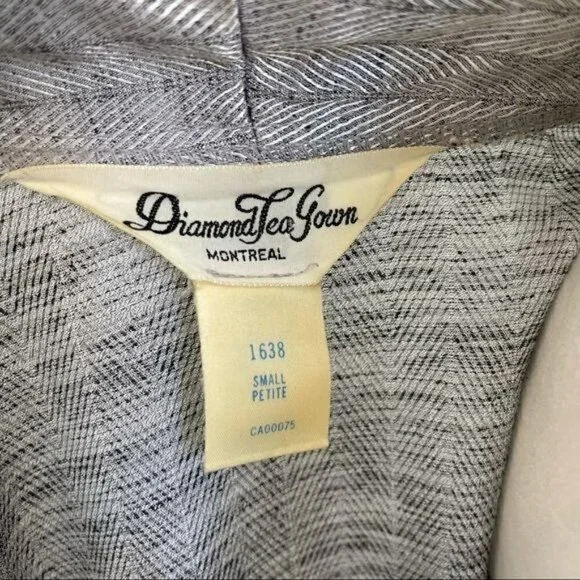 Diamond Tea Gown
MONTREAL
1638
SMALL
PETITE
CA00075